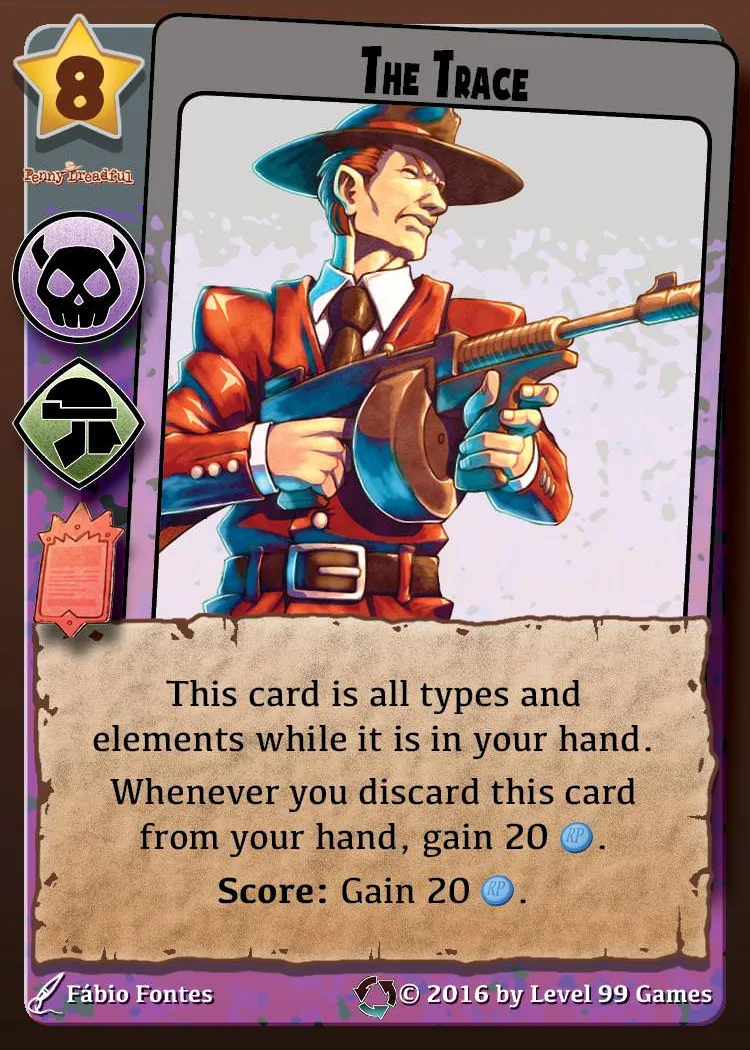 8
The Trace
Penny Dreadful
This card is all types and
elements while it is in your hand.
Whenever you discard this card
from your hand, gain 20 RP.
Score: Gain 20 RP.
Fábio Fontes
© 2016 by Level 99 Games